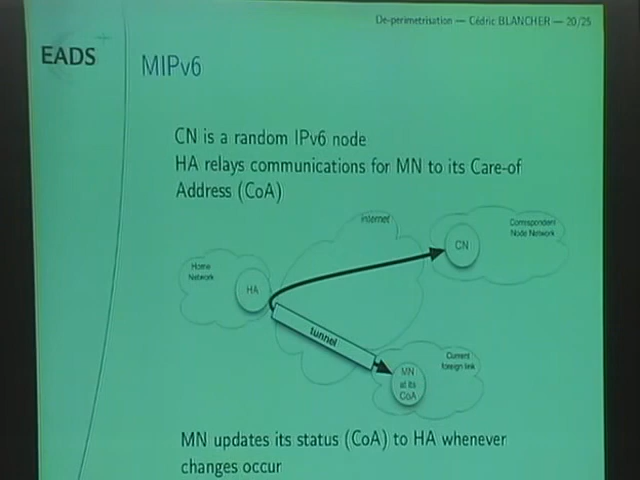 De-perimetrisation — Cédric BLANCHER — 20/25
EADS
MIPv6
CN is a random IPv6 node
HA relays communications for MN to its Care-of
Address (CoA)
internet
Correspondent
Node Network
CN
Home
Network
HA
tunnel
Current
foreign link
MN
at its
CoA
MN updates its status (CoA) to HA whenever
changes occur